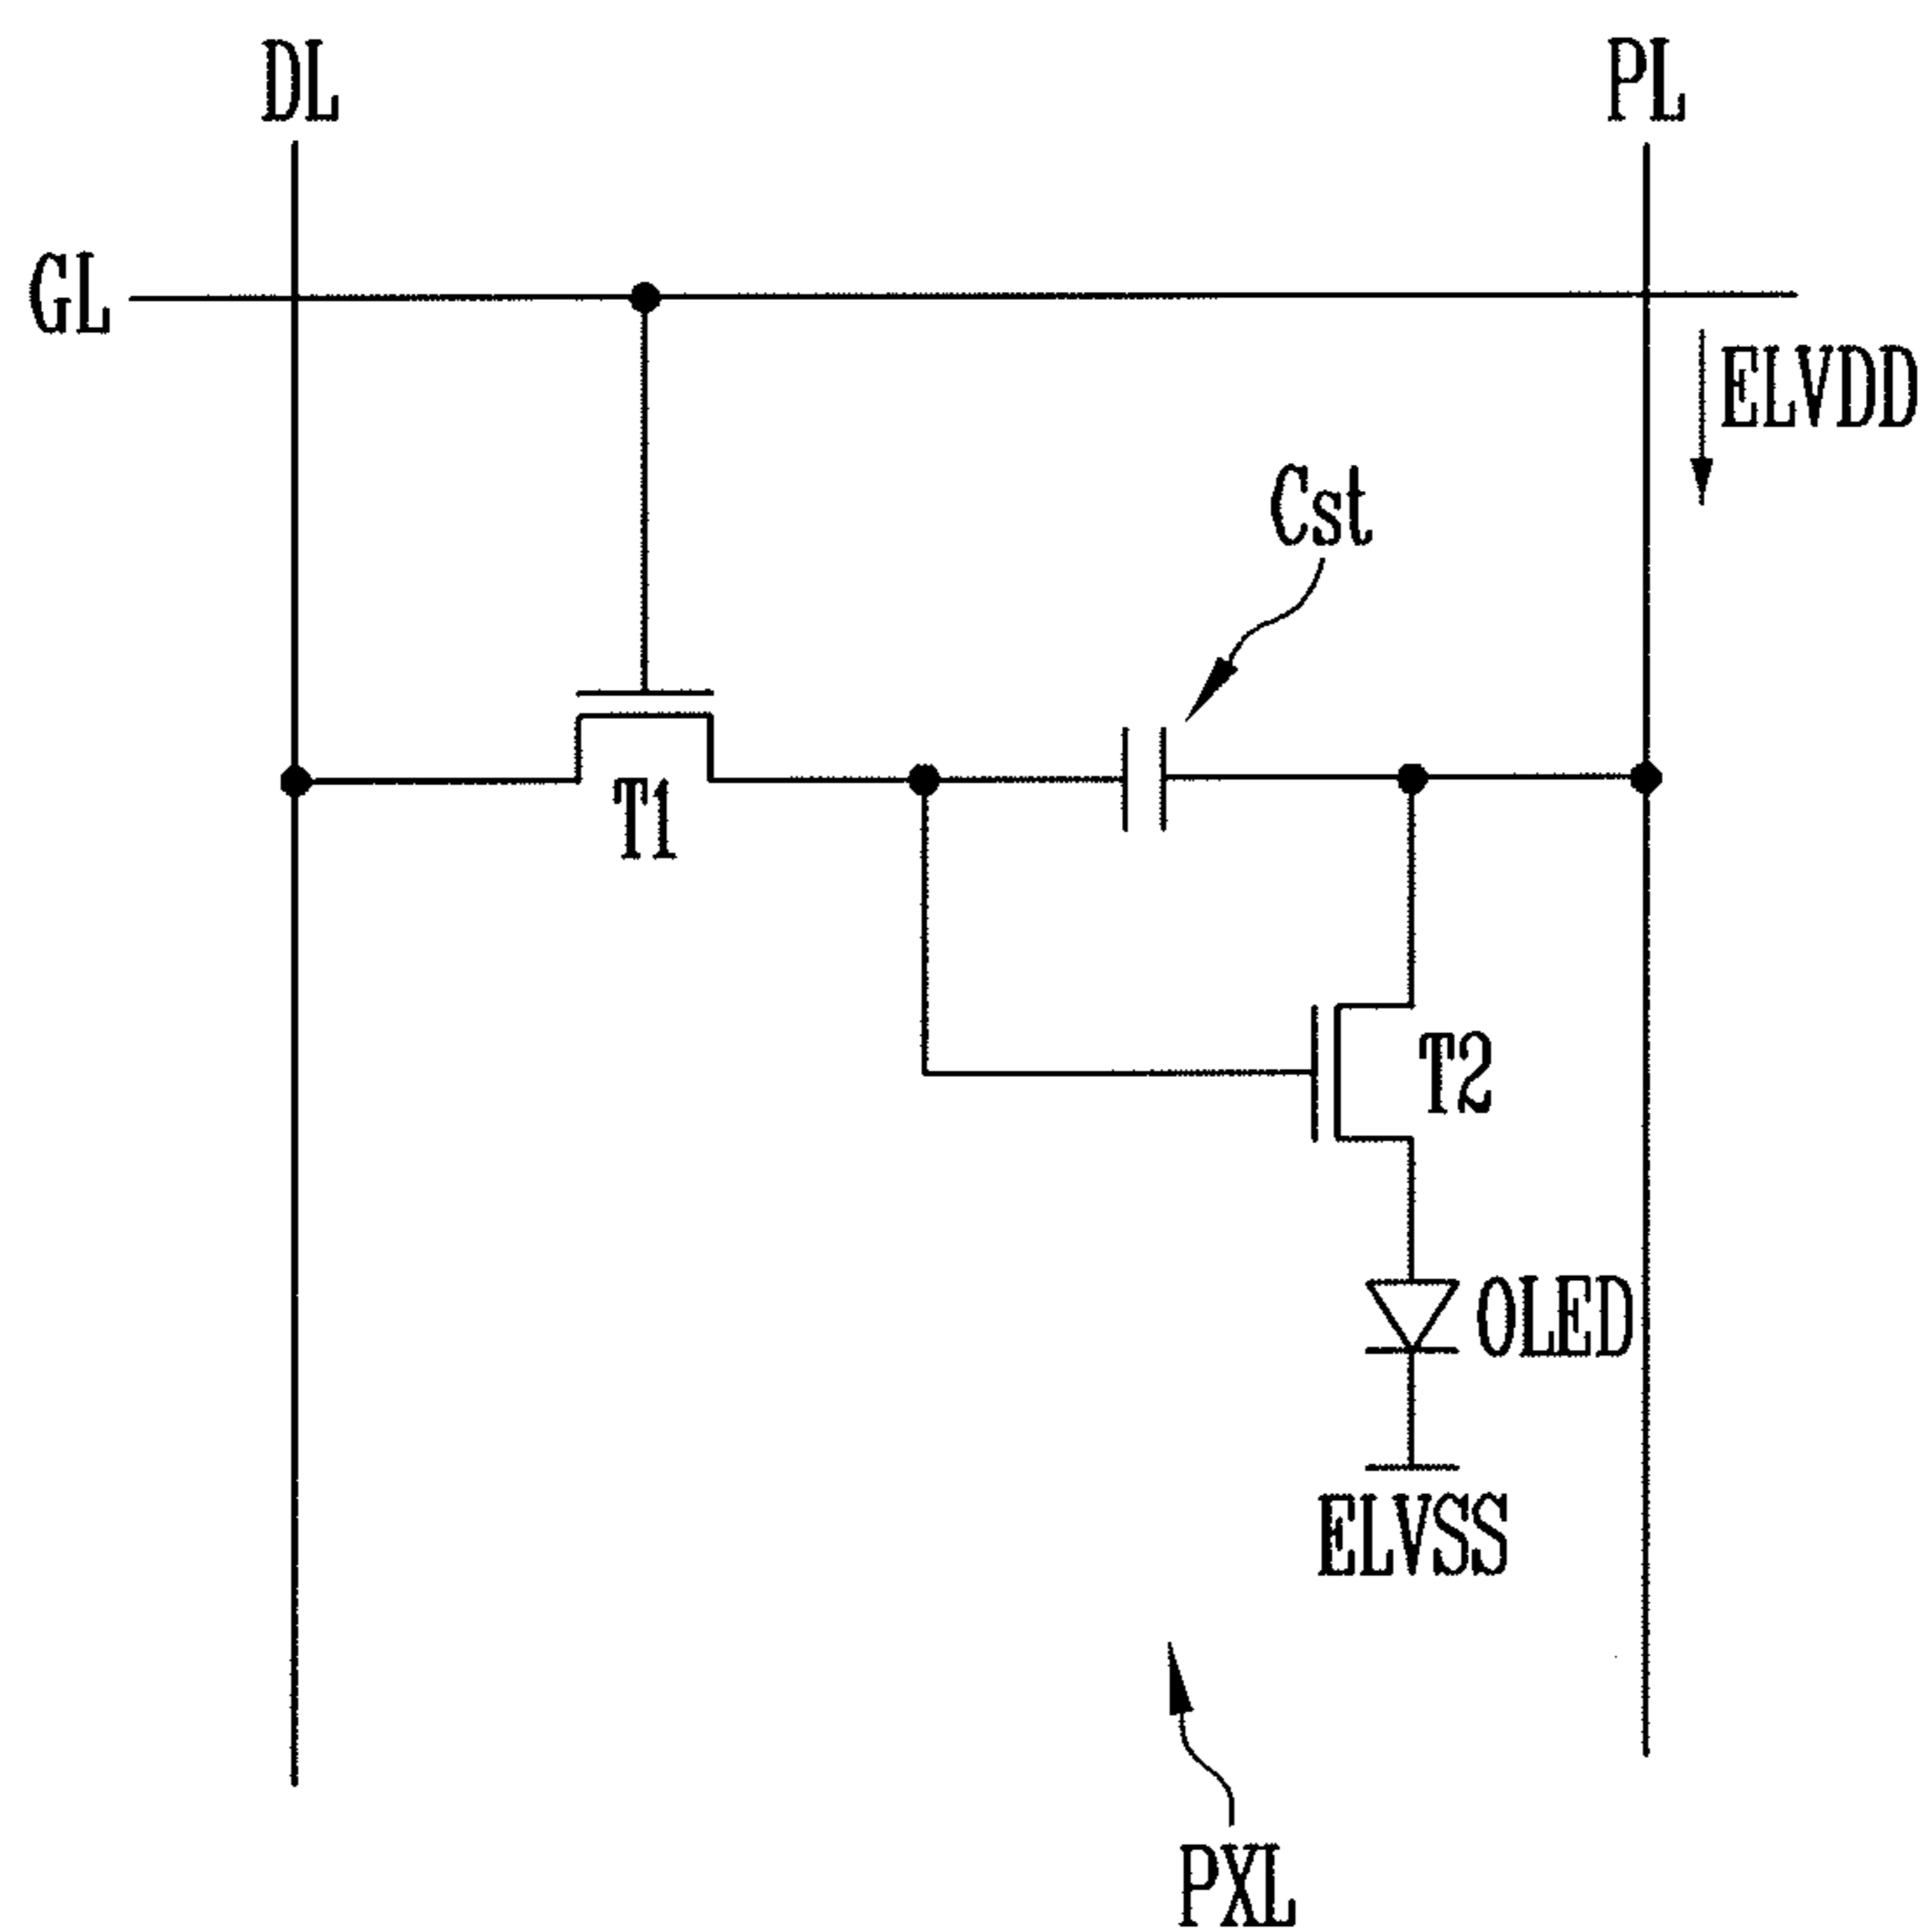 DL
PL
GL
ELVDD
Cst
T1
T2
OLED
ELVSS
PXL